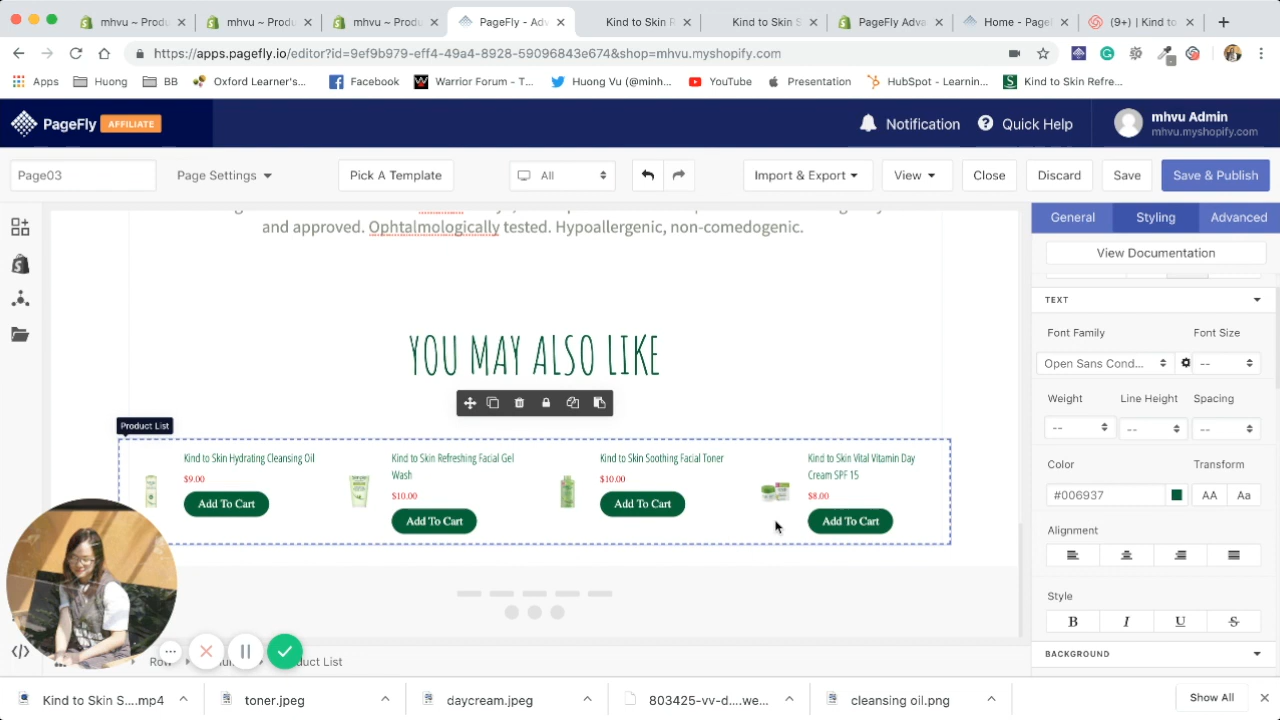 mhvu ~ Produ
mhvu ~ Produ
mhvu ~ Produ
PageFly - Adv
Kind to Skin R
Kind to Skin S
PageFly Adva
Home - Pagel
(9+) | Kind to
https://apps.pagefly.io/editor?id=9ef9b979-eff4-49a4-8928-59096843e674&shop=mhvu.myshopify.com
Apps
Huong
BB
Oxford Learner's...
Facebook
Warrior Forum - T...
Huong Vu (@minh...
YouTube
Presentation
HubSpot - Learnin...
Kind to Skin Refre...
PageFly AFFILIATE
Notification
Quick Help
mhvu Admin
mhvu.myshopify.com
Page03
Page Settings
Pick A Template
All
Import & Export
View
Close
Discard
Save
Save & Publish
General
Styling
Advanced
and approved. Ophtalmologically tested. Hypoallergenic, non-comedogenic.
View Documentation
TEXT
Font Family
Font Size
Open Sans Cond...
--
Weight
Line Height
Spacing
--
--
--
Color
Transform
#006937
AA
Aa
Alignment
Style
B
I
U
S
BACKGROUND
YOU MAY ALSO LIKE
Product List
Kind to Skin Hydrating Cleansing Oil
$9.00
Add To Cart
Kind to Skin Refreshing Facial Gel
Wash
$10.00
Add To Cart
Kind to Skin Soothing Facial Toner
$10.00
Add To Cart
Kind to Skin Vital Vitamin Day
Cream SPF 15
$8.00
Add To Cart
Row
Kind to Skin S....mp4
toner.jpeg
daycream.jpeg
803425-vv-d....we...
cleansing oil.png
Show All